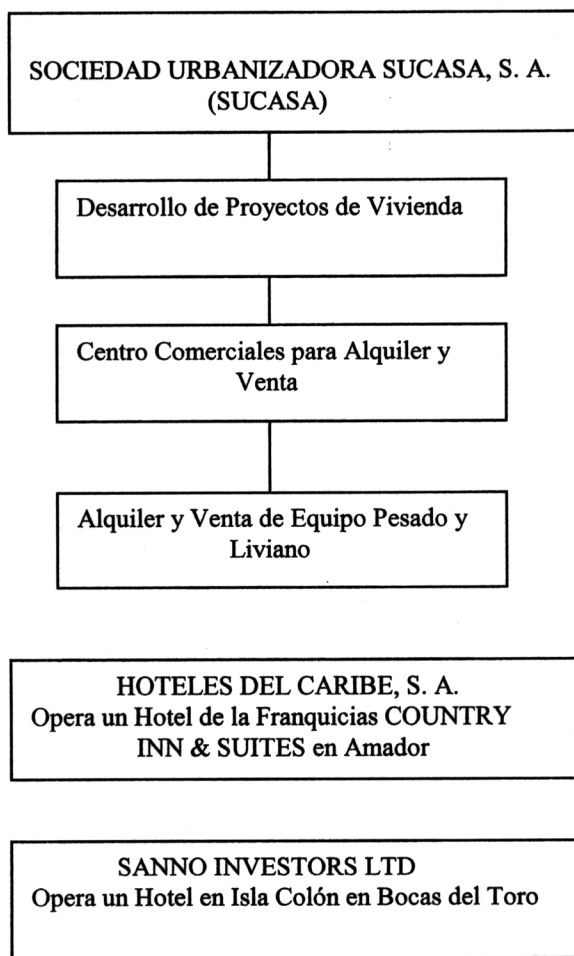 SOCIEDAD URBANIZADORA SUCASA, S. A.
(SUCASA)
Desarrollo de Proyectos de Vivienda
Centro Comerciales para Alquiler y
Venta
Alquiler y Venta de Equipo Pesado y
Liviano
HOTELES DEL CARIBE, S. A.
Opera un Hotel de la Franquicias COUNTRY
INN & SUITES en Amador
SANNO INVESTORS LTD
Opera un Hotel en Isla Colón en Bocas del Toro